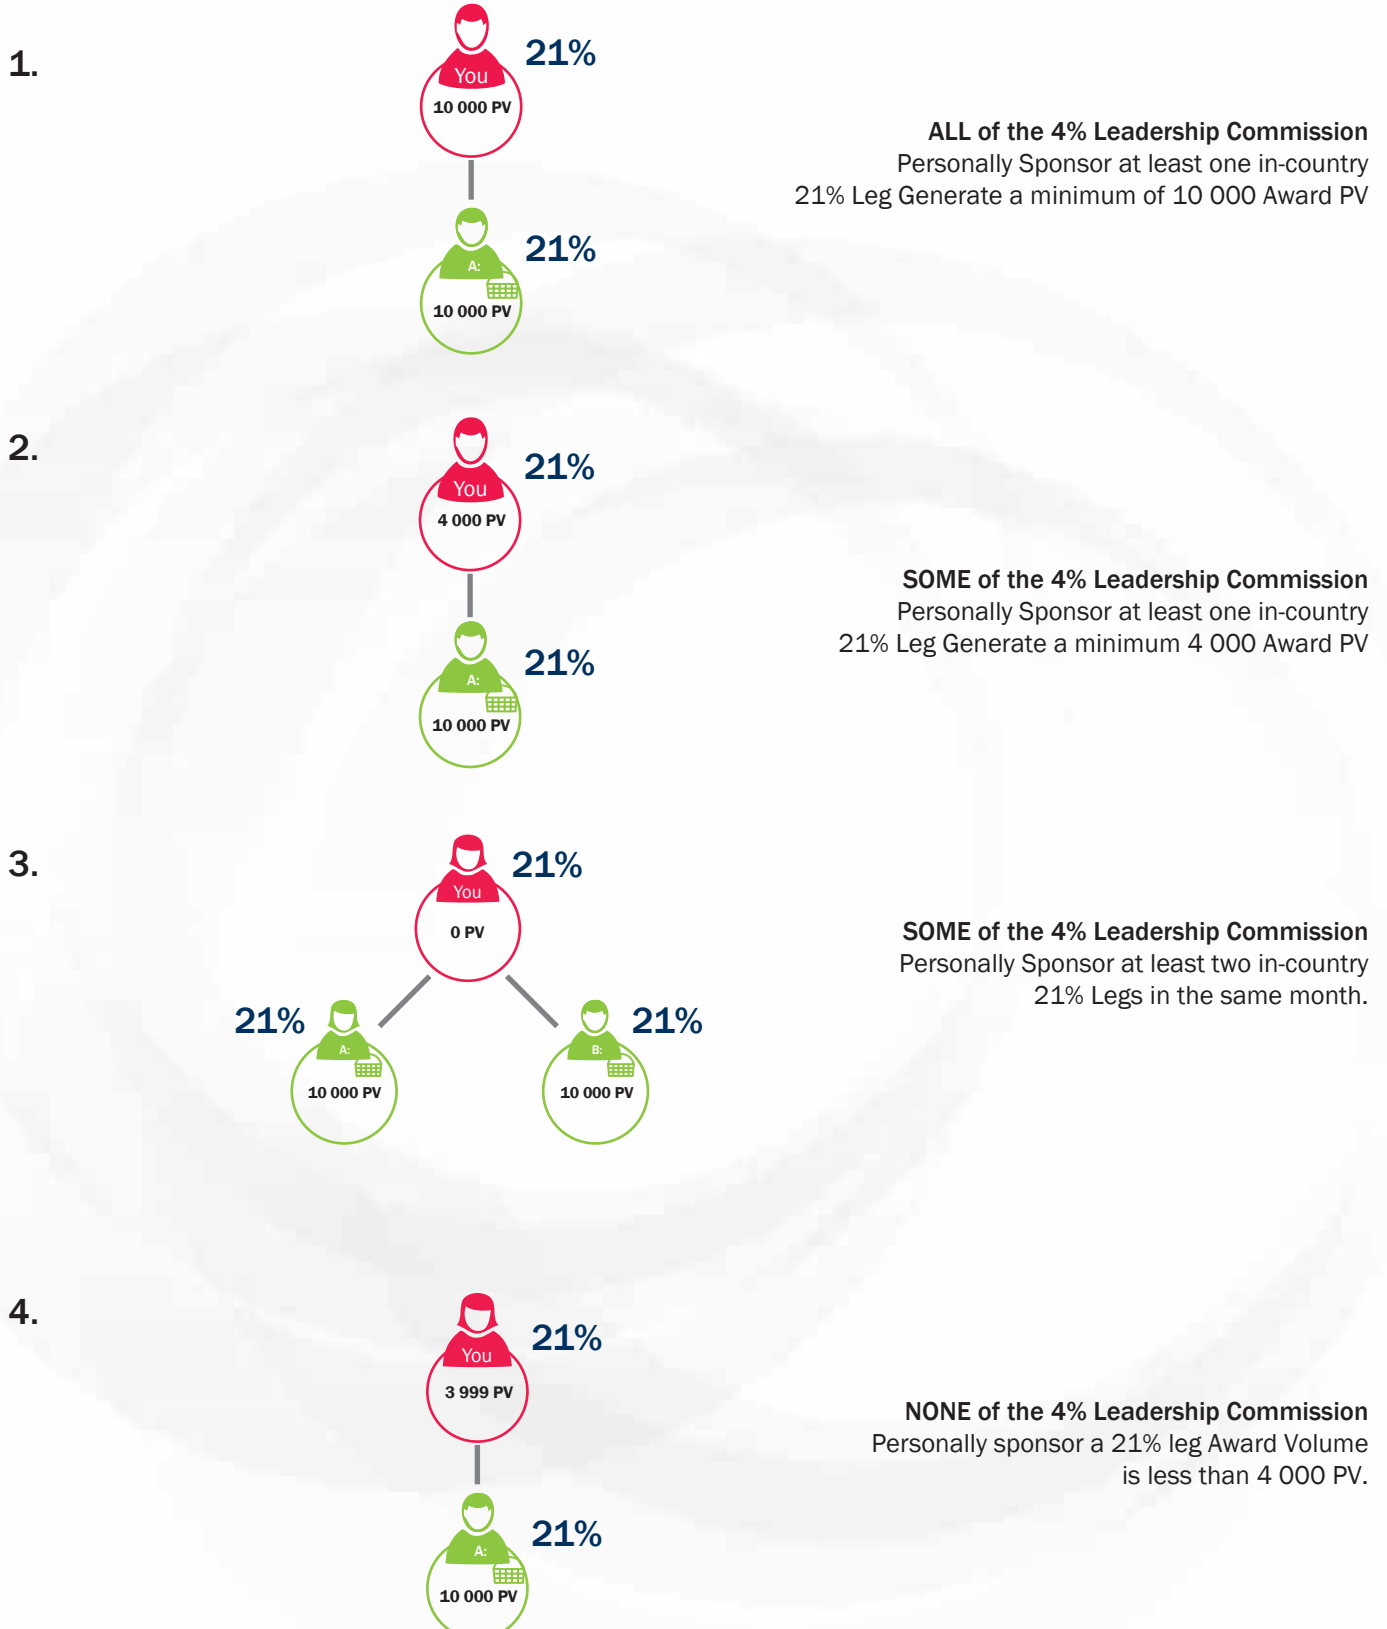 1.
21%
You
10 000 PV
ALL of the 4% Leadership Commission
Personally Sponsor at least one in-country
21% Leg Generate a minimum of 10 000 Award PV
21%
A:
10 000 PV
2.
21%
You
4 000 PV
SOME of the 4% Leadership Commission
Personally Sponsor at least one in-country
21% Leg Generate a minimum 4 000 Award PV
21%
A:
10 000 PV
3.
21%
You
0 PV
SOME of the 4% Leadership Commission
Personally Sponsor at least two in-country
21% Legs in the same month.
21%
A:
10 000 PV
21%
B:
10 000 PV
4.
21%
You
3 999 PV
NONE of the 4% Leadership Commission
Personally sponsor a 21% leg Award Volume
is less than 4 000 PV.
21%
A:
10 000 PV